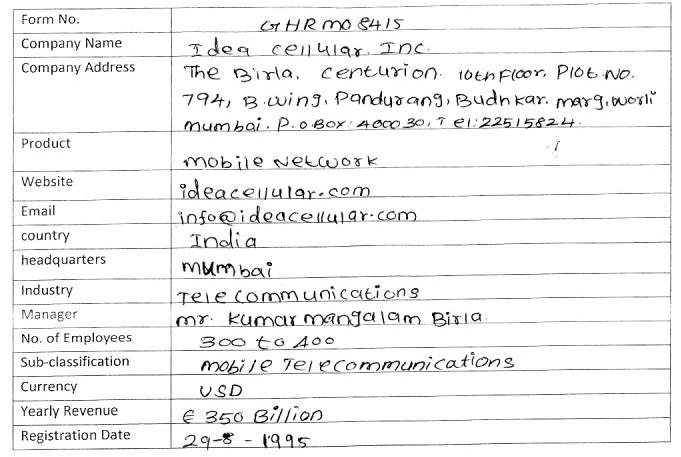 Form No. GHRMO8415
Company Name Idea cellular, Inc.
Company Address The Birla, centurion. 10th Floor, Plot No.
794, B.wing, Pandurang, Budhkar, marg, worli
mumbai, P.O BOX: 400030, Tel:22515824.
Product mobile Network
Website ideacellular.com
Email info@ideacellular.com
country India
headquarters mumbai
Industry Telecommunications
Manager mr. kumar mangalam Birla.
No. of Employees 300 to 400
Sub-classification mobile Telecommunications
Currency USD
Yearly Revenue € 350 Billion
Registration Date 29-8-1995